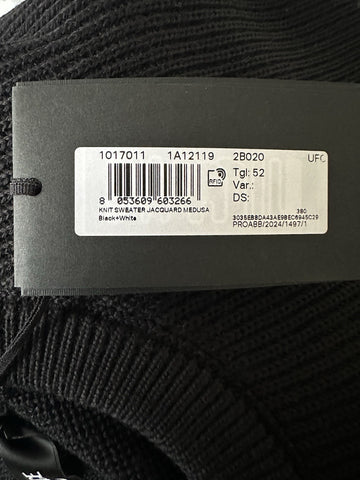 1017011 1A12119 2B020 UFC
Tgl: 52
Var.:
DS:
RFID
8 053609 603266
KNIT SWEATER JACQUARD MEDUSA
Black+White
380
3035EB8DA43AE9BEC6945C29
PROABB/2024/1497/1